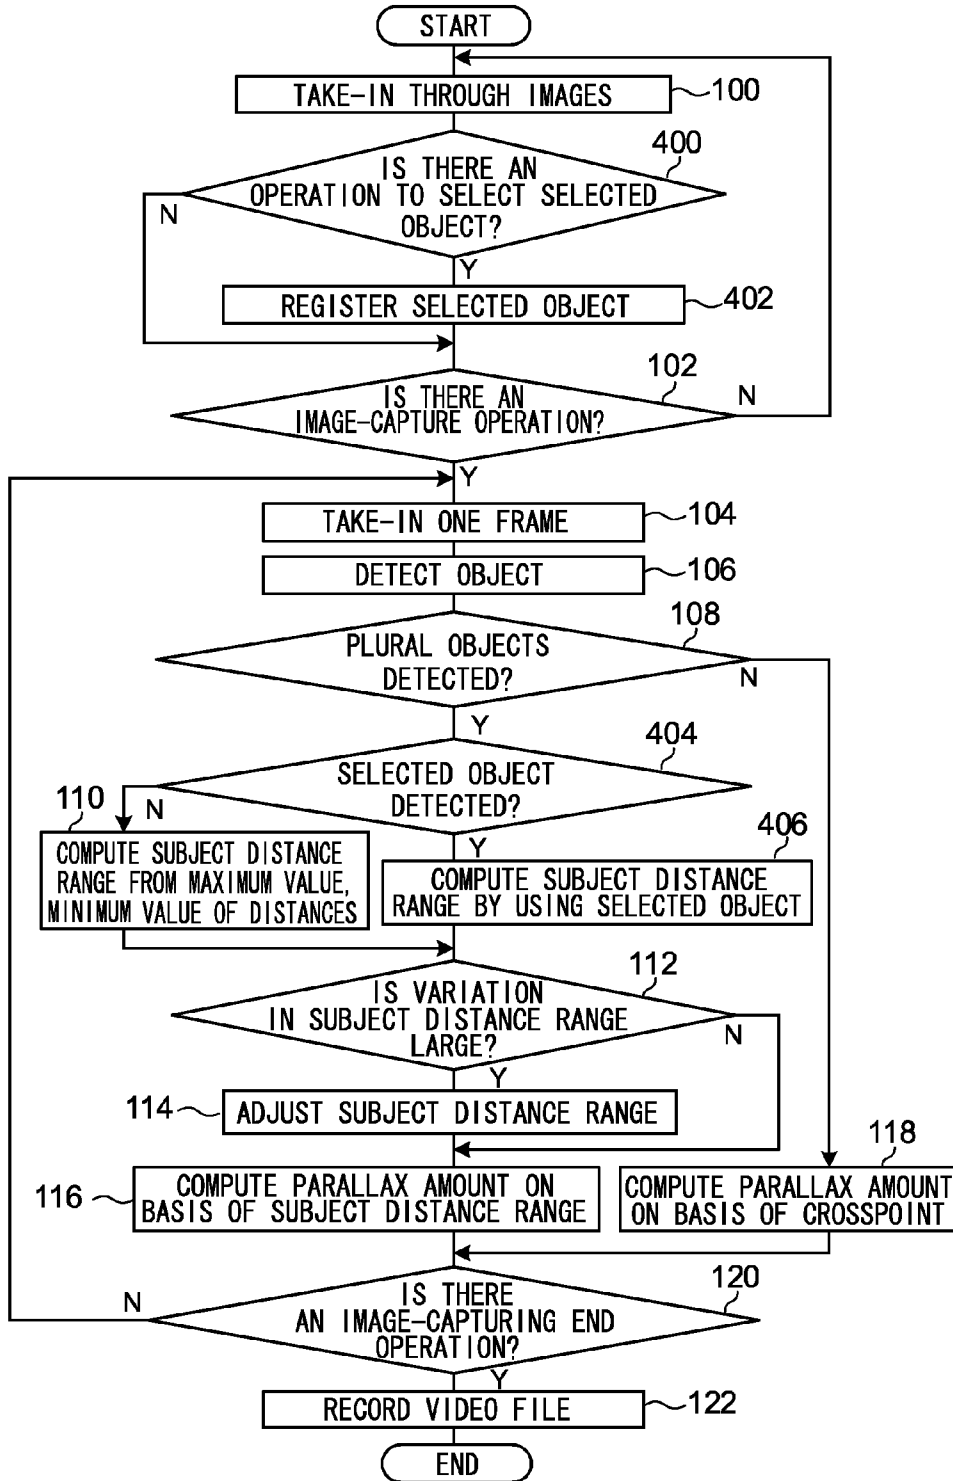 START
TAKE-IN THROUGH IMAGES
100
400
IS THERE AN
OPERATION TO SELECT SELECTED
OBJECT?
N
Y
REGISTER SELECTED OBJECT
402
102
IS THERE AN
IMAGE-CAPTURE OPERATION?
N
Y
TAKE-IN ONE FRAME
104
DETECT OBJECT
106
108
PLURAL OBJECTS
DETECTED?
N
Y
404
SELECTED OBJECT
DETECTED?
N
Y
110
COMPUTE SUBJECT DISTANCE
RANGE FROM MAXIMUM VALUE,
MINIMUM VALUE OF DISTANCES
406
COMPUTE SUBJECT DISTANCE
RANGE BY USING SELECTED OBJECT
112
IS VARIATION
IN SUBJECT DISTANCE RANGE
LARGE?
N
Y
114
ADJUST SUBJECT DISTANCE RANGE
116
COMPUTE PARALLAX AMOUNT ON
BASIS OF SUBJECT DISTANCE RANGE
118
COMPUTE PARALLAX AMOUNT
ON BASIS OF CROSSPOINT
120
IS THERE
AN IMAGE-CAPTURING END
OPERATION?
N
Y
RECORD VIDEO FILE
122
END